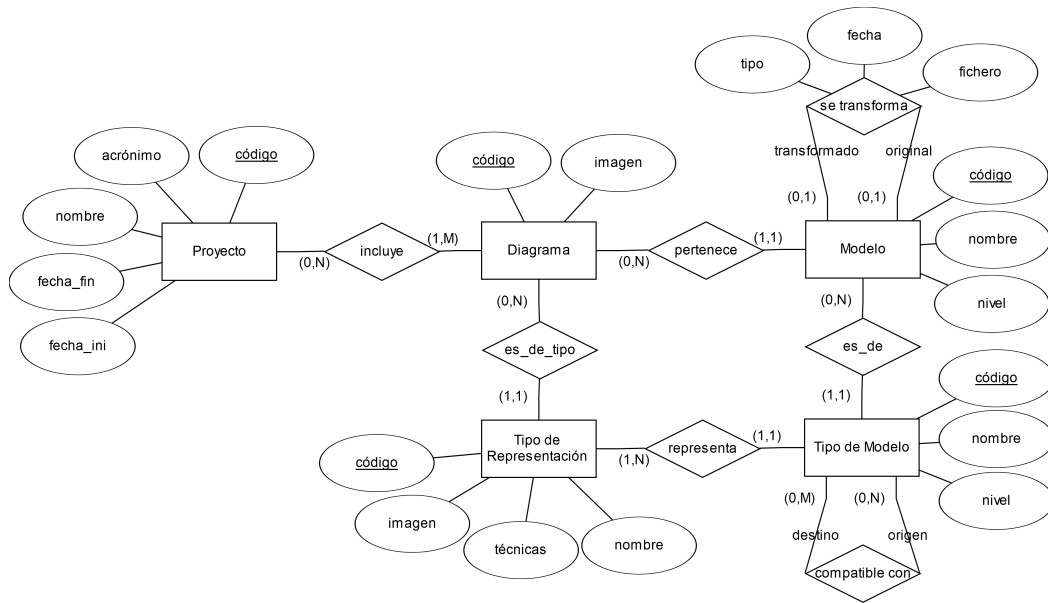 fecha
tipo
fichero
se transforma
acrónimo
código
código
imagen
transformado
original
código
nombre
(0,1)
(0,1)
Proyecto
incluye
(1,M)
Diagrama
pertenece
(1,1)
Modelo
nombre
(0,N)
(0,N)
fecha_fin
(0,N)
(0,N)
nivel
fecha_ini
es_de_tipo
es_de
código
(1,1)
(1,1)
Tipo de
Representación
representa
(1,1)
Tipo de Modelo
nombre
código
(1,N)
imagen
técnicas
nombre
(0,M)
(0,N)
nivel
destino
origen
compatible con